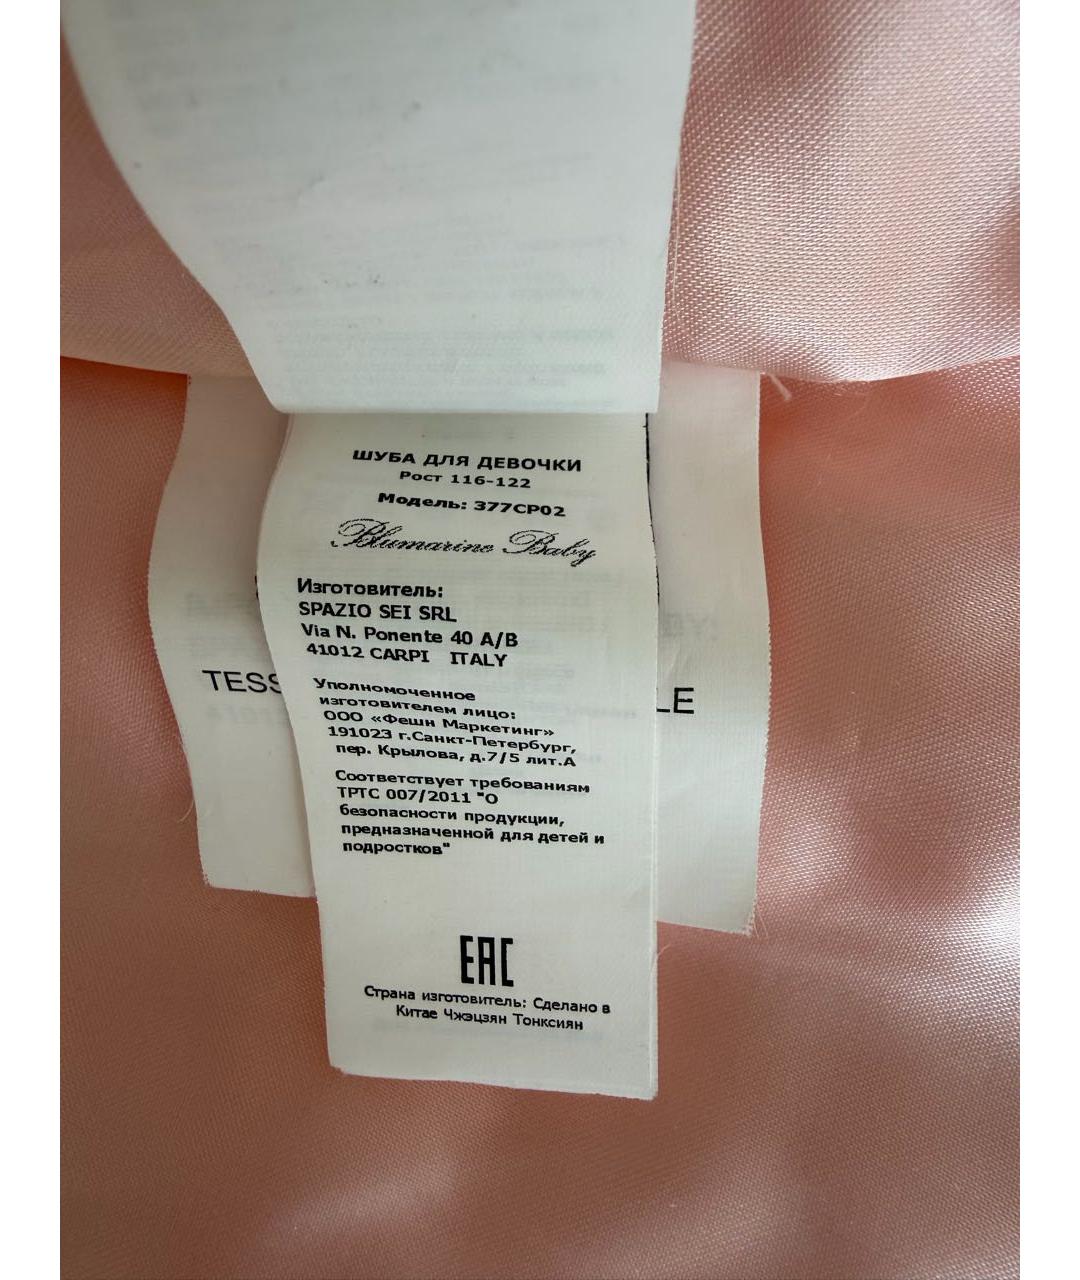 ШУБА ДЛЯ ДЕВОЧКИ
Рост 116-122
Модель: 377CP02
Blumarine Baby
Изготовитель:
SPAZIO SEI SRL
Via N. Ponente 40 A/B
41012 CARPI ITALY
TESS
LE
Уполномоченное
изготовителем лицо:
ООО «Фешн Маркетинг»
191023 г.Санкт-Петербург,
пер. Крылова, д.7/5 лит.А
Соответствует требованиям
ТРТС 007/2011 "О
безопасности продукции,
предназначенной для детей и
подростков"
EAC
Страна изготовитель: Сделано в
Китае Чжэцзян Тонксиян